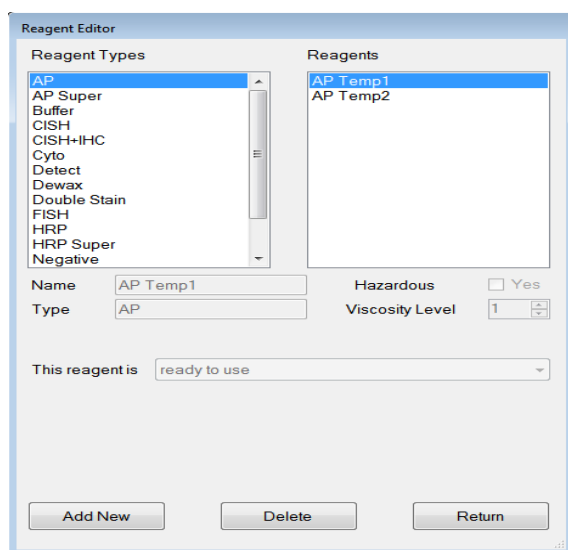 Reagent Editor
Reagent Types
Reagents
AP
AP Super
Buffer
CISH
CISH+IHC
Cyto
Detect
Dewax
Double Stain
FISH
HRP
HRP Super
Negative
AP Temp1
AP Temp2
Name AP Temp1 Hazardous Yes
Type AP Viscosity Level 1
This reagent is ready to use
Add New Delete Return